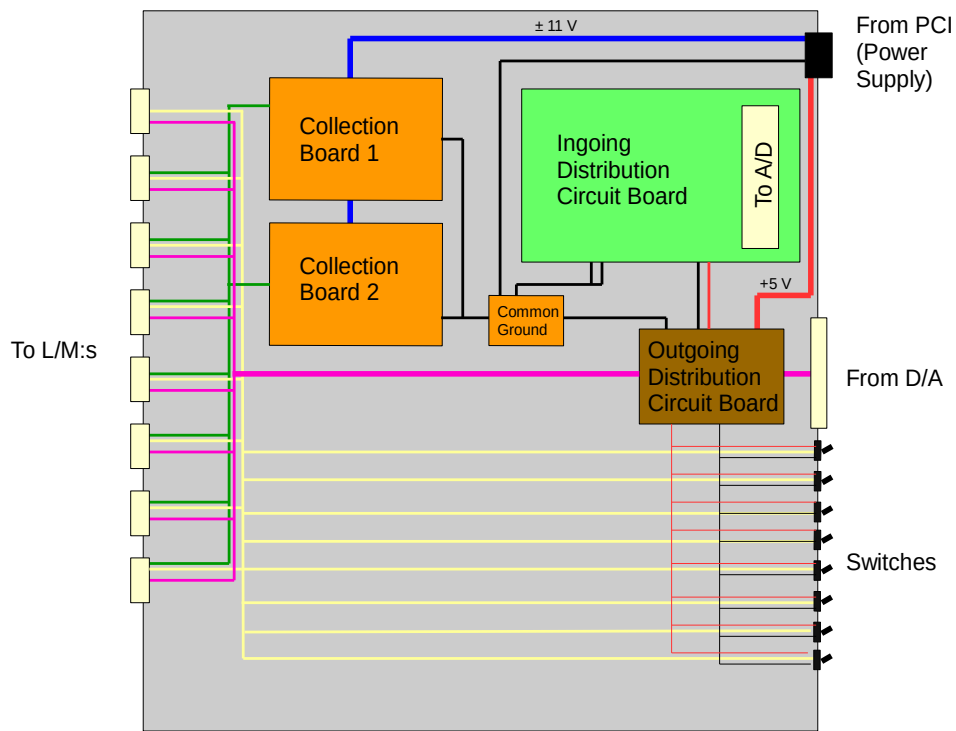 ± 11 V
From PCI
(Power
Supply)
Collection
Board 1
Ingoing
Distribution
Circuit Board
To A/D
Collection
Board 2
+5 V
Common
Ground
To L/M:s
Outgoing
Distribution
Circuit Board
From D/A
Switches